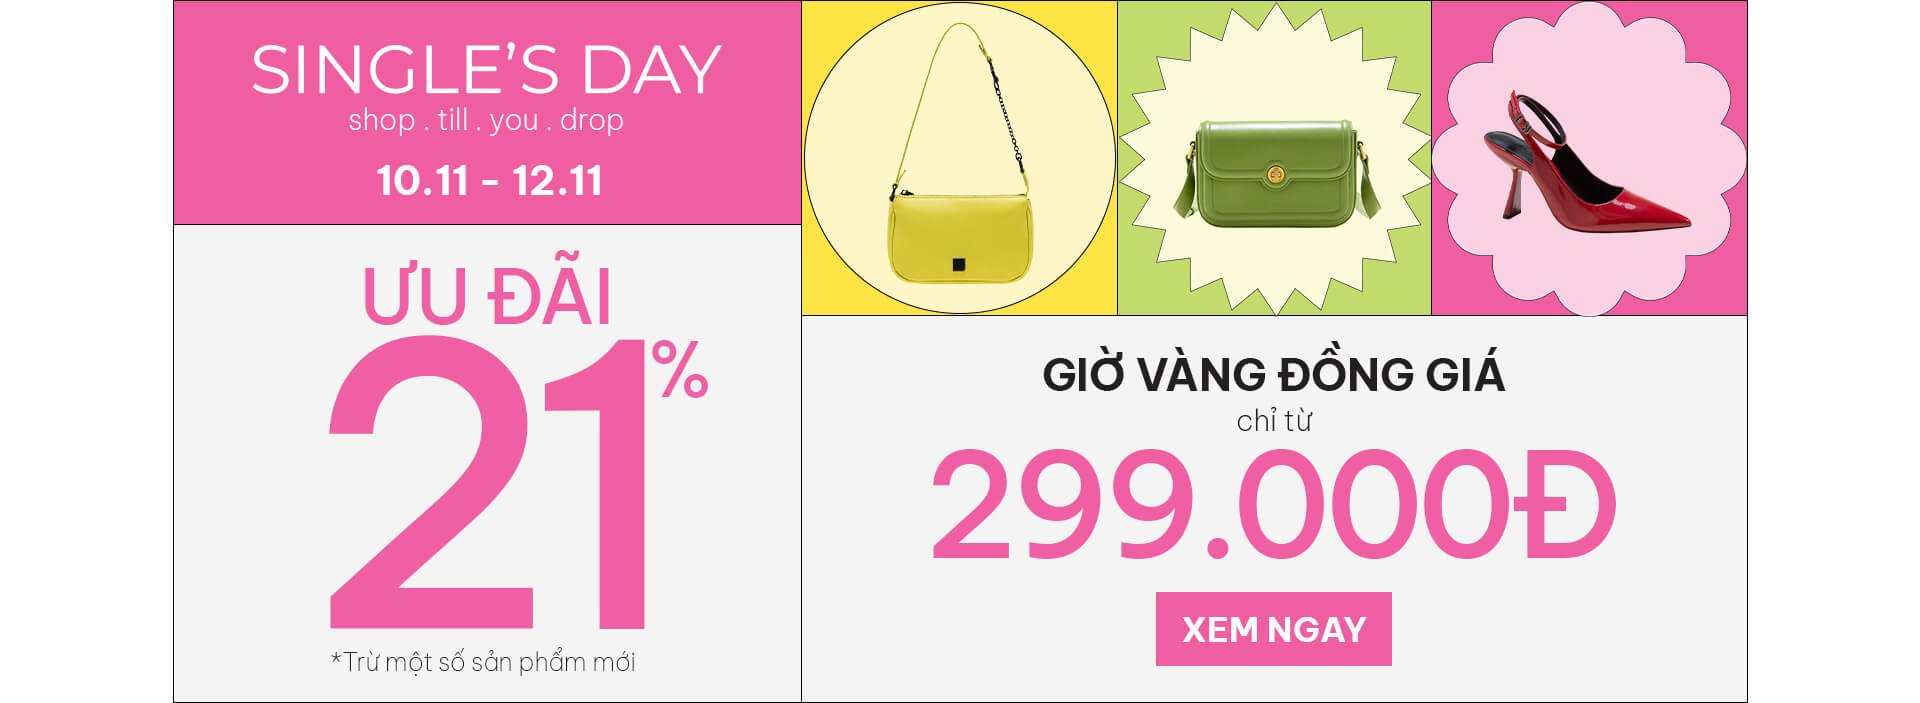 SINGLE'S DAY
shop . till . you . drop
10.11 - 12.11
ƯU ĐÃI
21%
*Trừ một số sản phẩm mới
GIỜ VÀNG ĐỒNG GIÁ
chỉ từ
299.000Đ
XEM NGAY